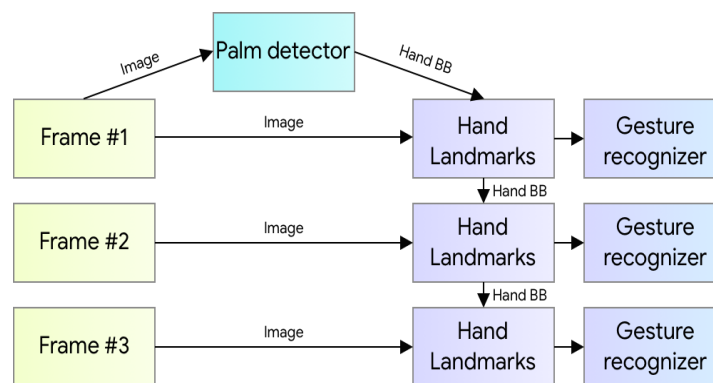 Palm detector
Image
Hand BB
Frame #1
Image
Hand
Landmarks
Gesture
recognizer
Hand BB
Frame #2
Image
Hand
Landmarks
Gesture
recognizer
Hand BB
Frame #3
Image
Hand
Landmarks
Gesture
recognizer